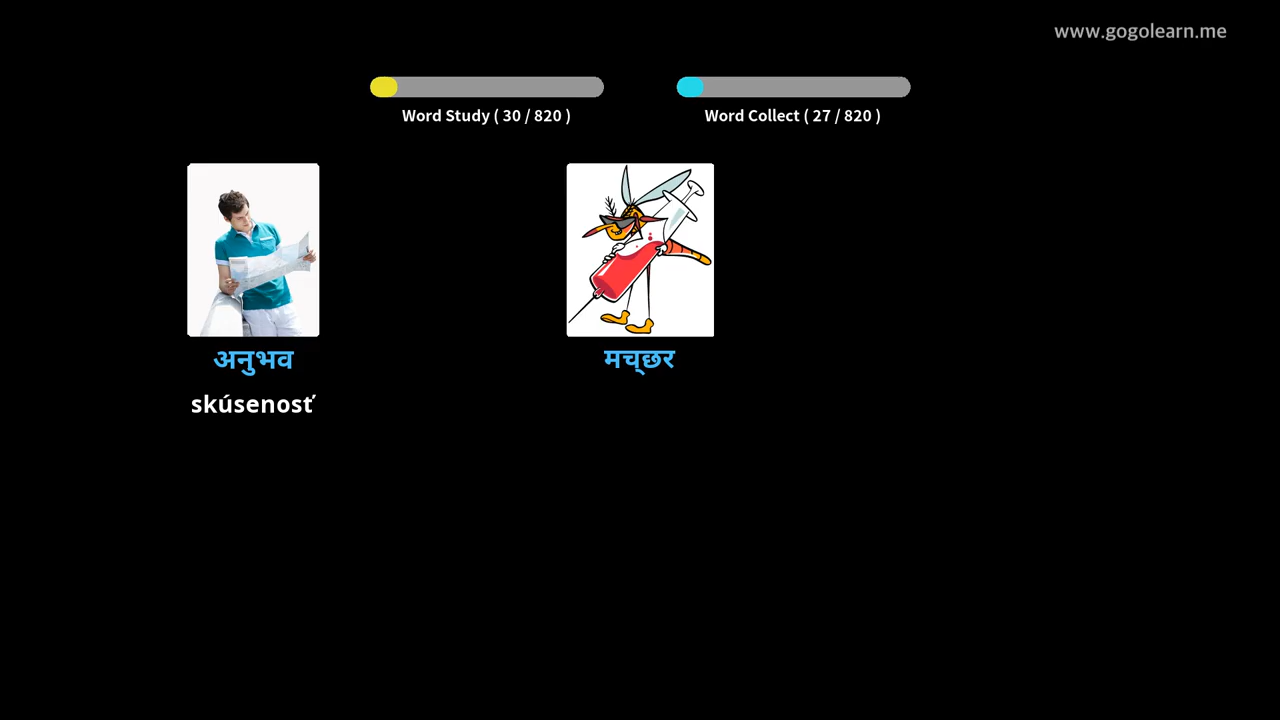 www.gogolearn.me
Word Study ( 30 / 820 )
Word Collect ( 27 / 820 )
अनुभव
मच्छर
skúsenosť